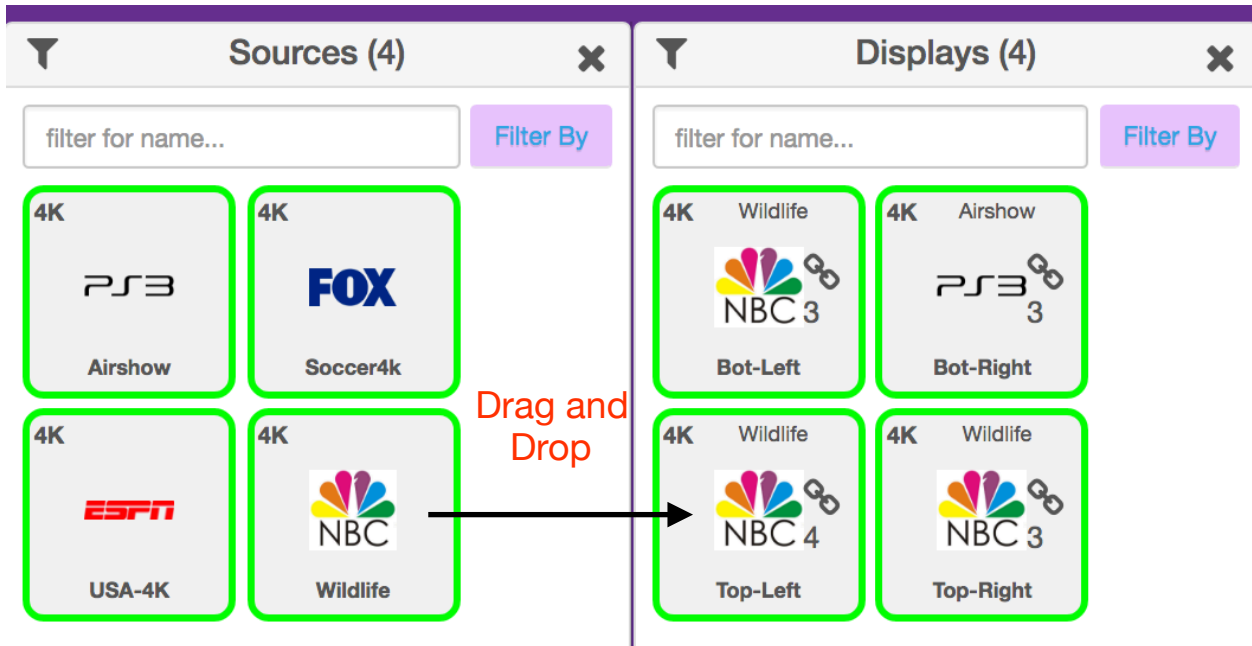 Sources (4)
filter for name...
Filter By
4K
PS3
Airshow
4K
FOX
Soccer4k
4K
ESPN
USA-4K
4K
NBC
Wildlife
Drag and
Drop
Displays (4)
filter for name...
Filter By
4K Wildlife
NBC 3
Bot-Left
4K Airshow
PS3
3
Bot-Right
4K Wildlife
NBC 4
Top-Left
4K Wildlife
NBC 3
Top-Right